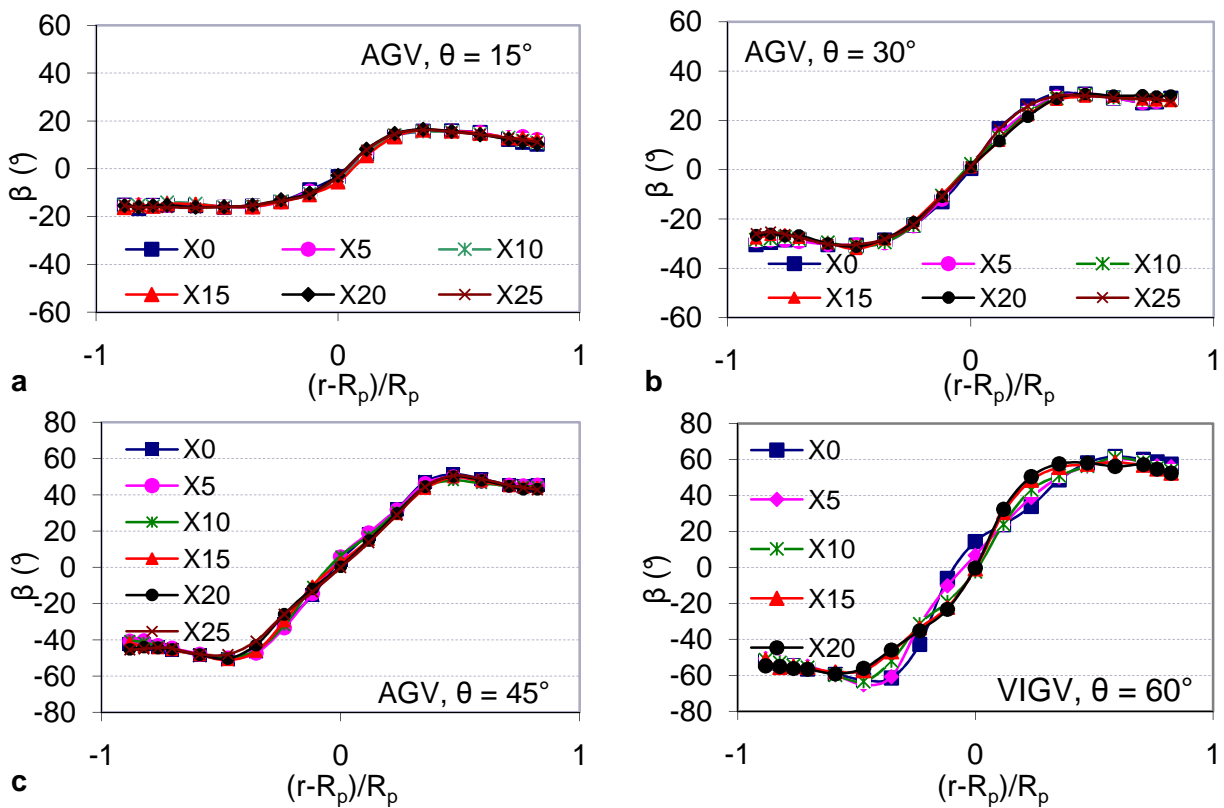 60
40
20
0
-20
-40
-60
β (°)
AGV, θ = 15°
X0 X5 X10
X15 X20 X25
-1 0 1
(r-Rp)/Rp
a
60
40
20
0
-20
-40
-60
β (°)
AGV, θ = 30°
X0 X5 X10
X15 X20 X25
-1 0 1
(r-Rp)/Rp
b
80
60
40
20
0
-20
-40
-60
-80
β (°)
X0
X5
X10
X15
X20
X25
AGV, θ = 45°
-1 0 1
(r-Rp)/Rp
c
80
60
40
20
0
-20
-40
-60
-80
β (°)
X0
X5
X10
X15
X20
VIGV, θ = 60°
-1 0 1
(r-Rp)/Rp